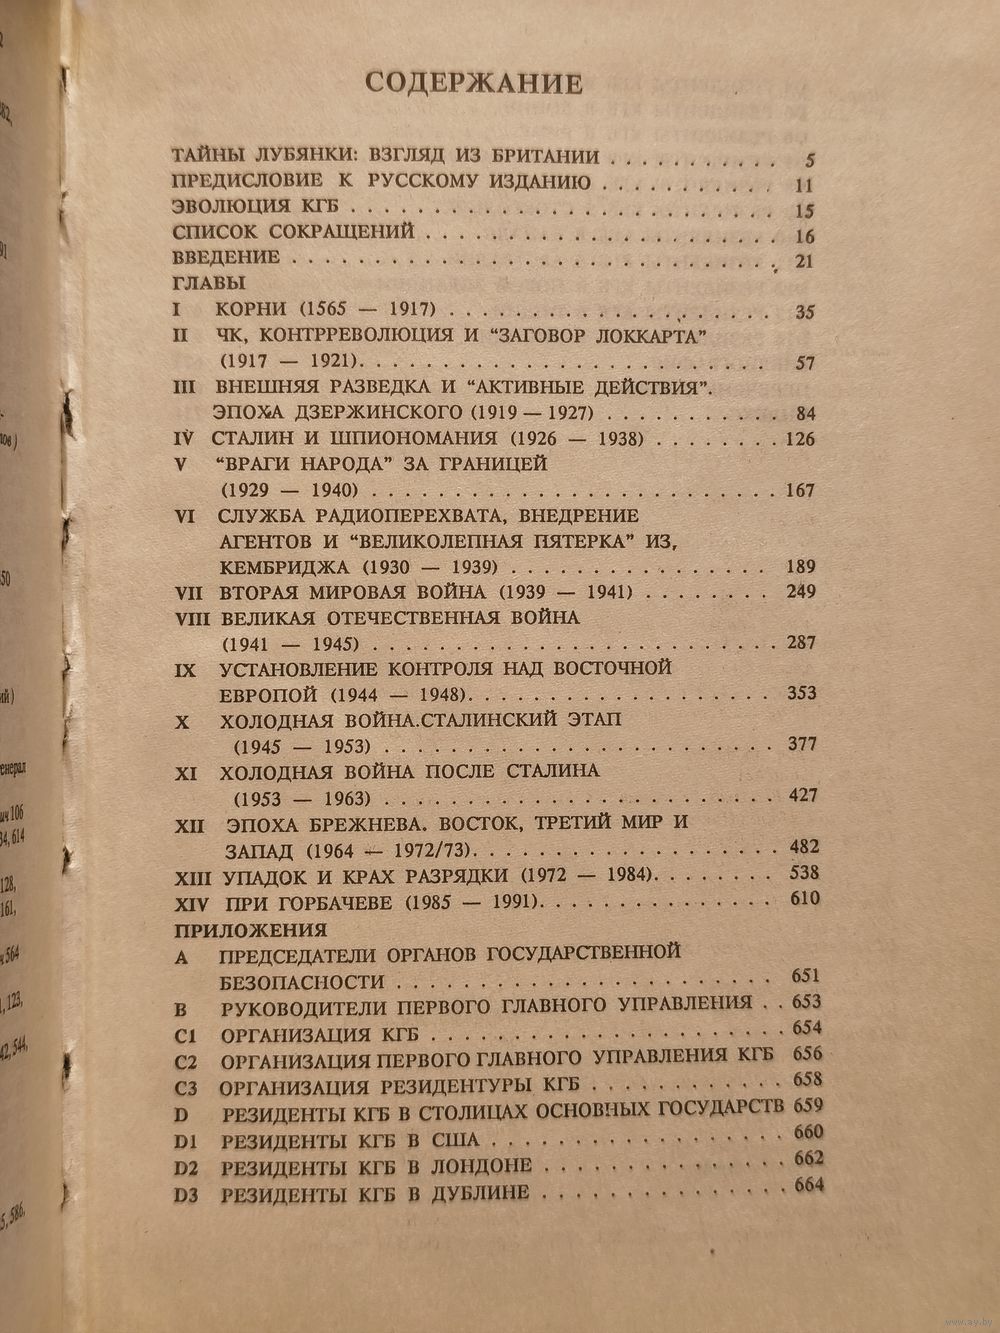 СОДЕРЖАНИЕ
ТАЙНЫ ЛУБЯНКИ: ВЗГЛЯД ИЗ БРИТАНИИ . . . . . . . . . . 5
ПРЕДИСЛОВИЕ К РУССКОМУ ИЗДАНИЮ . . . . . . . . . . . 11
ЭВОЛЮЦИЯ КГБ . . . . . . . . . . . . . . . . . . . . . . . . . . 15
СПИСОК СОКРАЩЕНИЙ . . . . . . . . . . . . . . . . . . . . . 16
ВВЕДЕНИЕ . . . . . . . . . . . . . . . . . . . . . . . . . . . . . 21
ГЛАВЫ
I КОРНИ (1565 — 1917) . . . . . . . . . . . . . . . . . . . . 35
II ЧК, КОНТРРЕВОЛЮЦИЯ И “ЗАГОВОР ЛОККАРТА”
(1917 — 1921). . . . . . . . . . . . . . . . . . . . . . . . . 57
III ВНЕШНЯЯ РАЗВЕДКА И “АКТИВНЫЕ ДЕЙСТВИЯ”.
ЭПОХА ДЗЕРЖИНСКОГО (1919 — 1927) . . . . . . . . . . . 84
IV СТАЛИН И ШПИОНОМАНИЯ (1926 — 1938) . . . . . . . . 126
V “ВРАГИ НАРОДА” ЗА ГРАНИЦЕЙ
(1929 — 1940) . . . . . . . . . . . . . . . . . . . . . . . . . 167
VI СЛУЖБА РАДИОПЕРЕХВАТА, ВНЕДРЕНИЕ
АГЕНТОВ И “ВЕЛИКОЛЕПНАЯ ПЯТЕРКА” ИЗ,
КЕМБРИДЖА (1930 — 1939) . . . . . . . . . . . . . . . . 189
VII ВТОРАЯ МИРОВАЯ ВОЙНА (1939 — 1941) . . . . . . . . 249
VIII ВЕЛИКАЯ ОТЕЧЕСТВЕННАЯ ВОЙНА
(1941 — 1945) . . . . . . . . . . . . . . . . . . . . . . . . . 287
IX УСТАНОВЛЕНИЕ КОНТРОЛЯ НАД ВОСТОЧНОЙ
ЕВРОПОЙ (1944 — 1948). . . . . . . . . . . . . . . . . . . 353
X ХОЛОДНАЯ ВОЙНА.СТАЛИНСКИЙ ЭТАП
(1945 — 1953) . . . . . . . . . . . . . . . . . . . . . . . . 377
XI ХОЛОДНАЯ ВОЙНА ПОСЛЕ СТАЛИНА
(1953 — 1963) . . . . . . . . . . . . . . . . . . . . . . . . 427
XII ЭПОХА БРЕЖНЕВА. ВОСТОК, ТРЕТИЙ МИР И
ЗАПАД (1964 — 1972/73). . . . . . . . . . . . . . . . . . . 482
XIII УПАДОК И КРАХ РАЗРЯДКИ (1972 — 1984). . . . . . . . 538
XIV ПРИ ГОРБАЧЕВЕ (1985 — 1991). . . . . . . . . . . . . . . 610
ПРИЛОЖЕНИЯ
A ПРЕДСЕДАТЕЛИ ОРГАНОВ ГОСУДАРСТВЕННОЙ
БЕЗОПАСНОСТИ . . . . . . . . . . . . . . . . . . . . . . . 651
B РУКОВОДИТЕЛИ ПЕРВОГО ГЛАВНОГО УПРАВЛЕНИЯ . . 653
C1 ОРГАНИЗАЦИЯ КГБ . . . . . . . . . . . . . . . . . . . . . . 654
C2 ОРГАНИЗАЦИЯ ПЕРВОГО ГЛАВНОГО УПРАВЛЕНИЯ КГБ 656
C3 ОРГАНИЗАЦИЯ РЕЗИДЕНТУРЫ КГБ . . . . . . . . . . . . 658
D РЕЗИДЕНТЫ КГБ В СТОЛИЦАХ ОСНОВНЫХ ГОСУДАРСТВ 659
D1 РЕЗИДЕНТЫ КГБ В США . . . . . . . . . . . . . . . . . . 660
D2 РЕЗИДЕНТЫ КГБ В ЛОНДОНЕ . . . . . . . . . . . . . . . 662
D3 РЕЗИДЕНТЫ КГБ В ДУБЛИНЕ . . . . . . . . . . . . . . . 664
www.ay.by